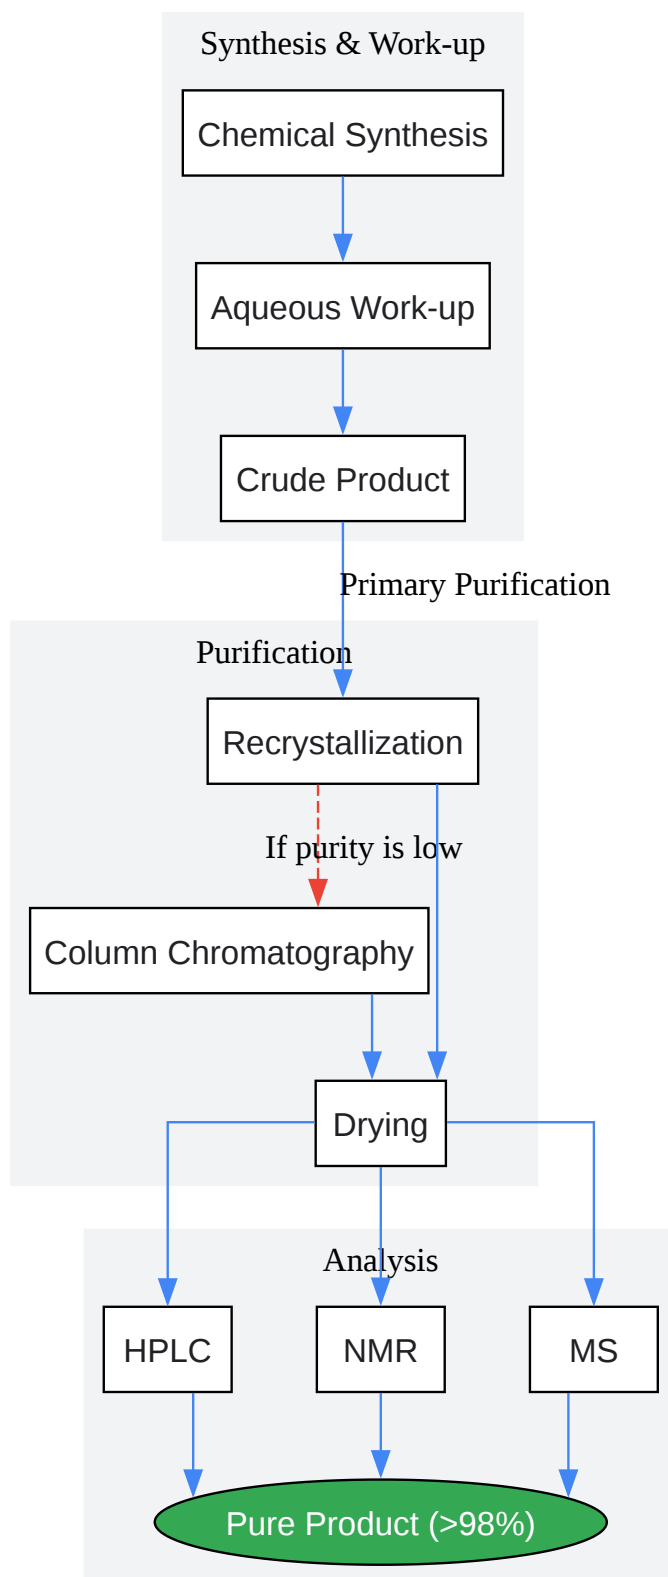 Synthesis & Work-up
Chemical Synthesis
Aqueous Work-up
Crude Product
Primary Purification
Purification
Recrystallization
If purity is low
Column Chromatography
Drying
Analysis
HPLC
NMR
MS
Pure Product (>98%)